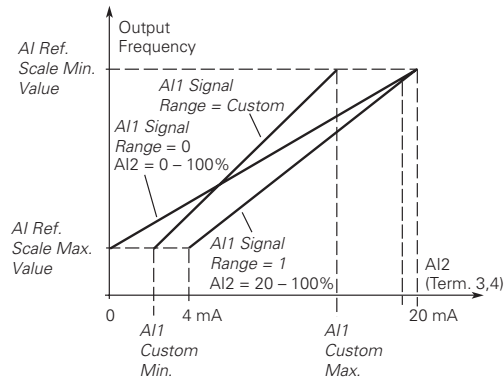 Output
Frequency
AI Ref.
Scale Min.
Value
AI1 Signal
Range = Custom
AI1 Signal
Range = 0
AI2 = 0 – 100%
AI Ref.
Scale Max.
Value
AI1 Signal
Range = 1
AI2 = 20 – 100%
AI2
(Term. 3,4)
0
4 mA
20 mA
AI1
Custom
Min.
AI1
Custom
Max.